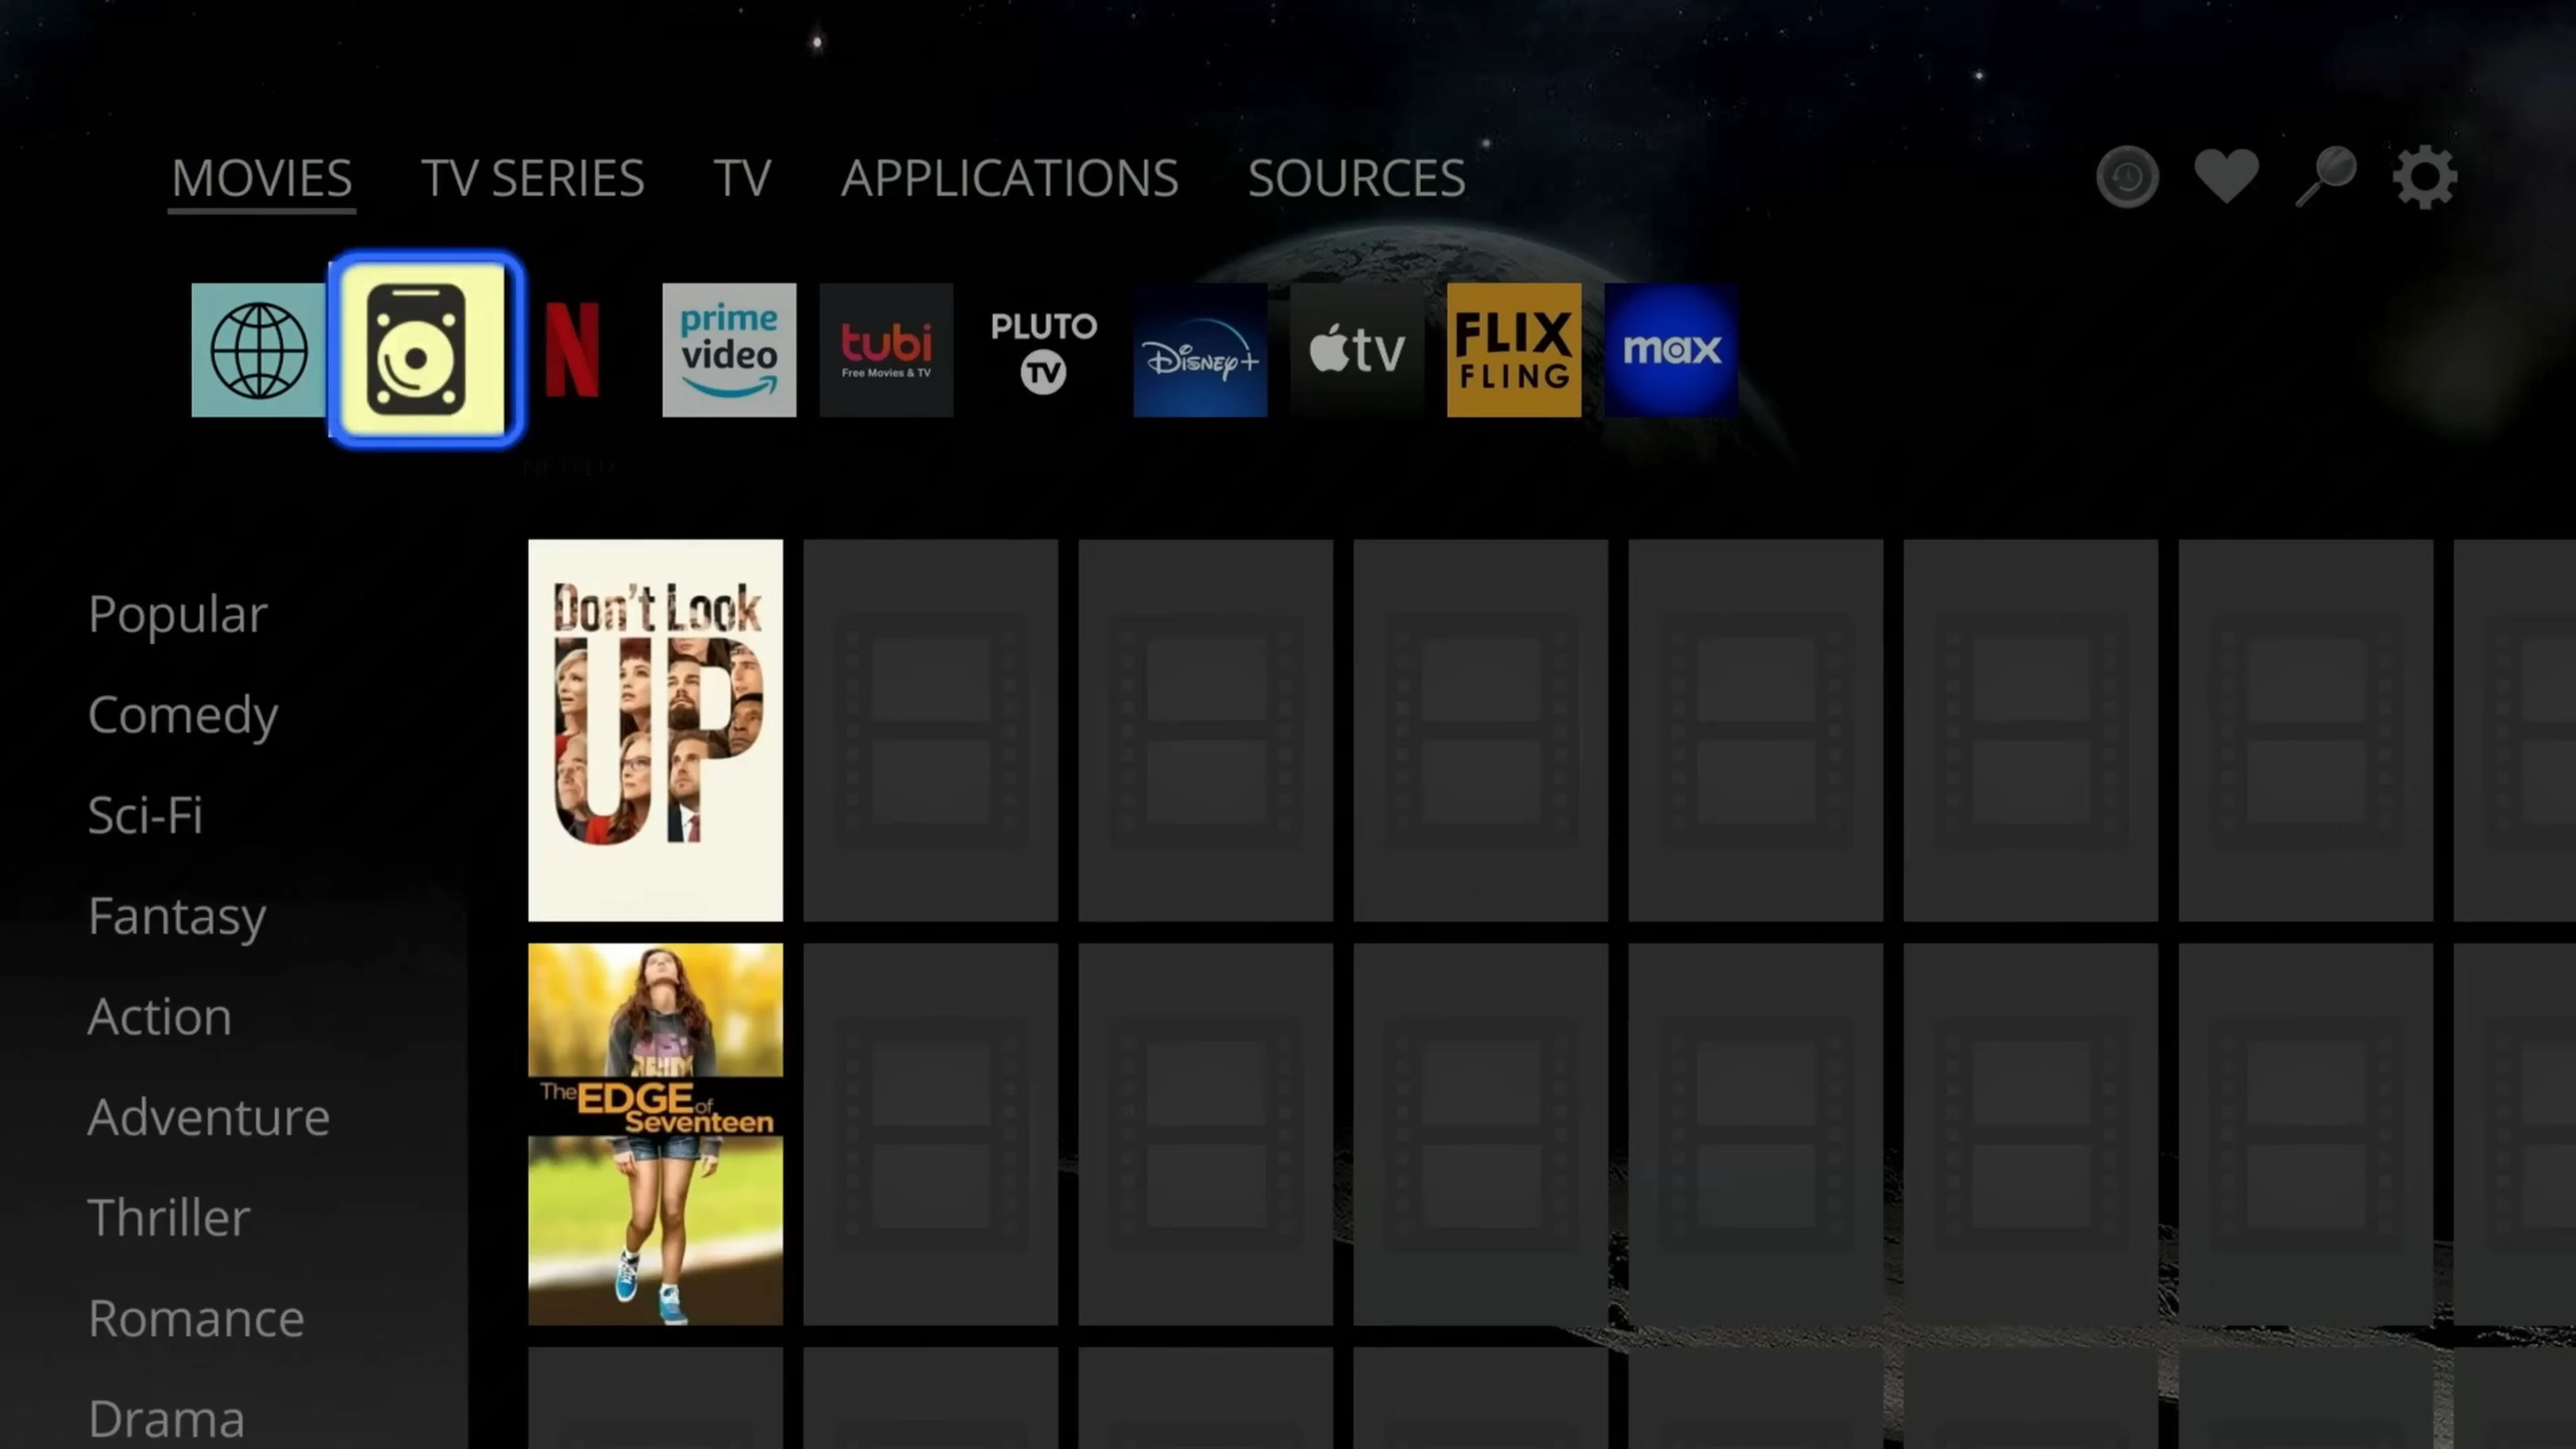 MOVIES TV SERIES TV APPLICATIONS SOURCES
N
prime
video
tubi
Free Movies & TV
PLUTO
TV
Disney+
tv
FLIX
FLING
max
NETFLIX
Popular
Comedy
Sci-Fi
Fantasy
Action
Adventure
Thriller
Romance
Drama
Don't Look
UP
The EDGE of
Seventeen